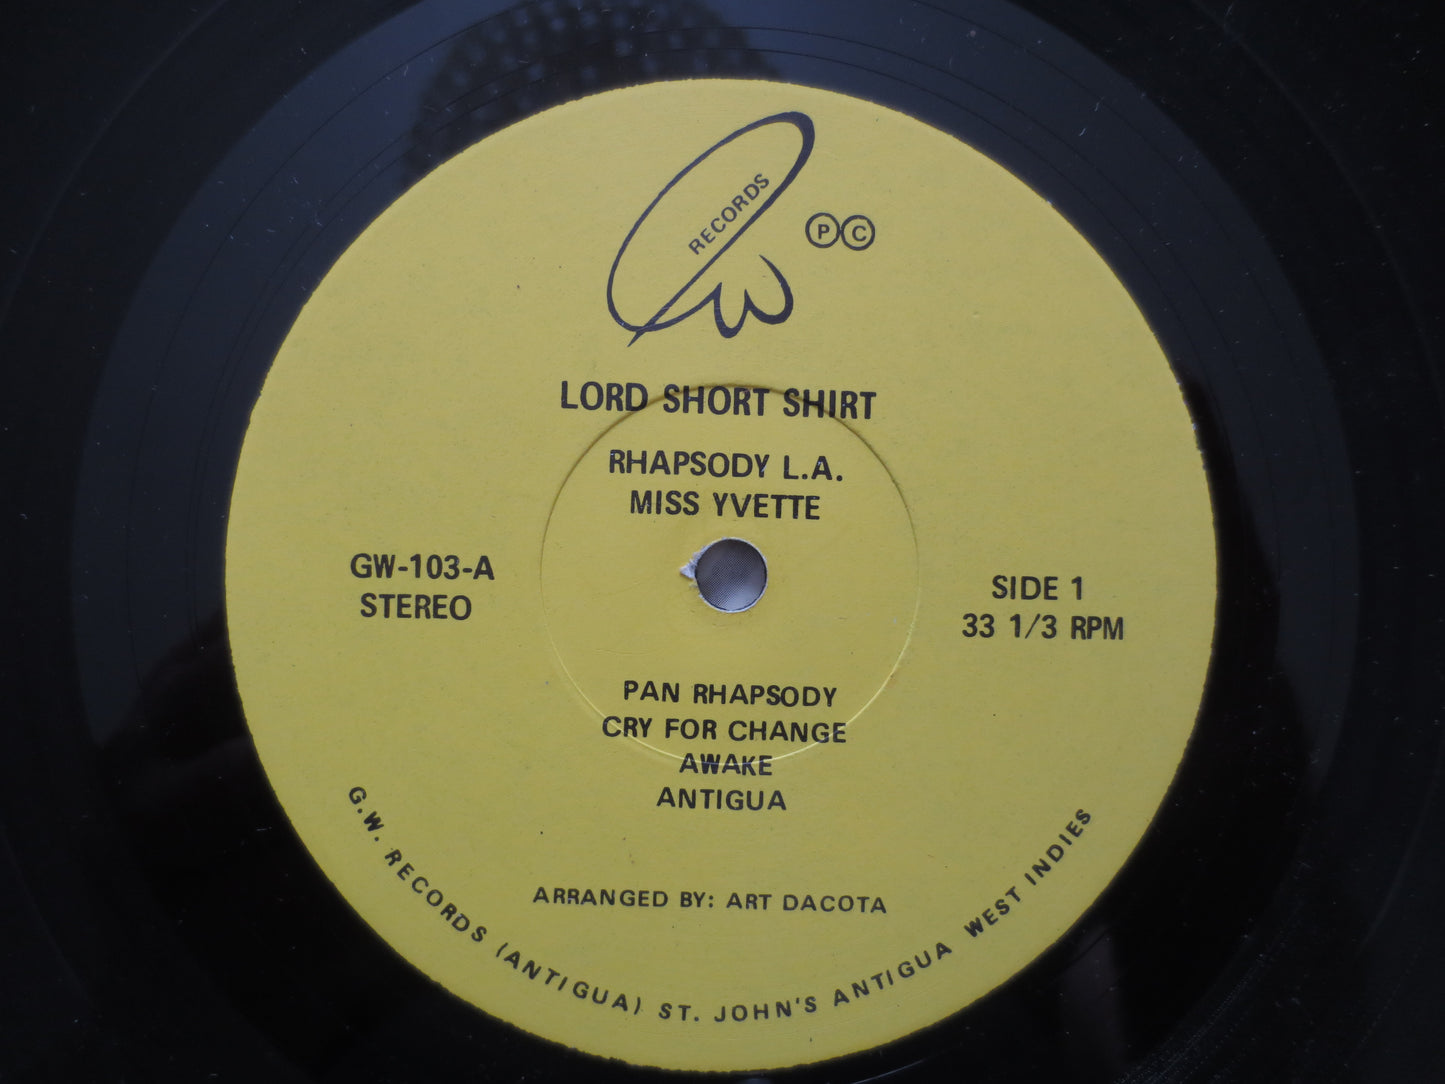 RECORDS
GW
P C
LORD SHORT SHIRT
RHAPSODY L.A.
MISS YVETTE
GW-103-A
STEREO
SIDE 1
33 1/3 RPM
PAN RHAPSODY
CRY FOR CHANGE
AWAKE
ANTIGUA
ARRANGED BY: ART DACOTA
G.W. RECORDS (ANTIGUA) ST. JOHN'S ANTIGUA WEST INDIES